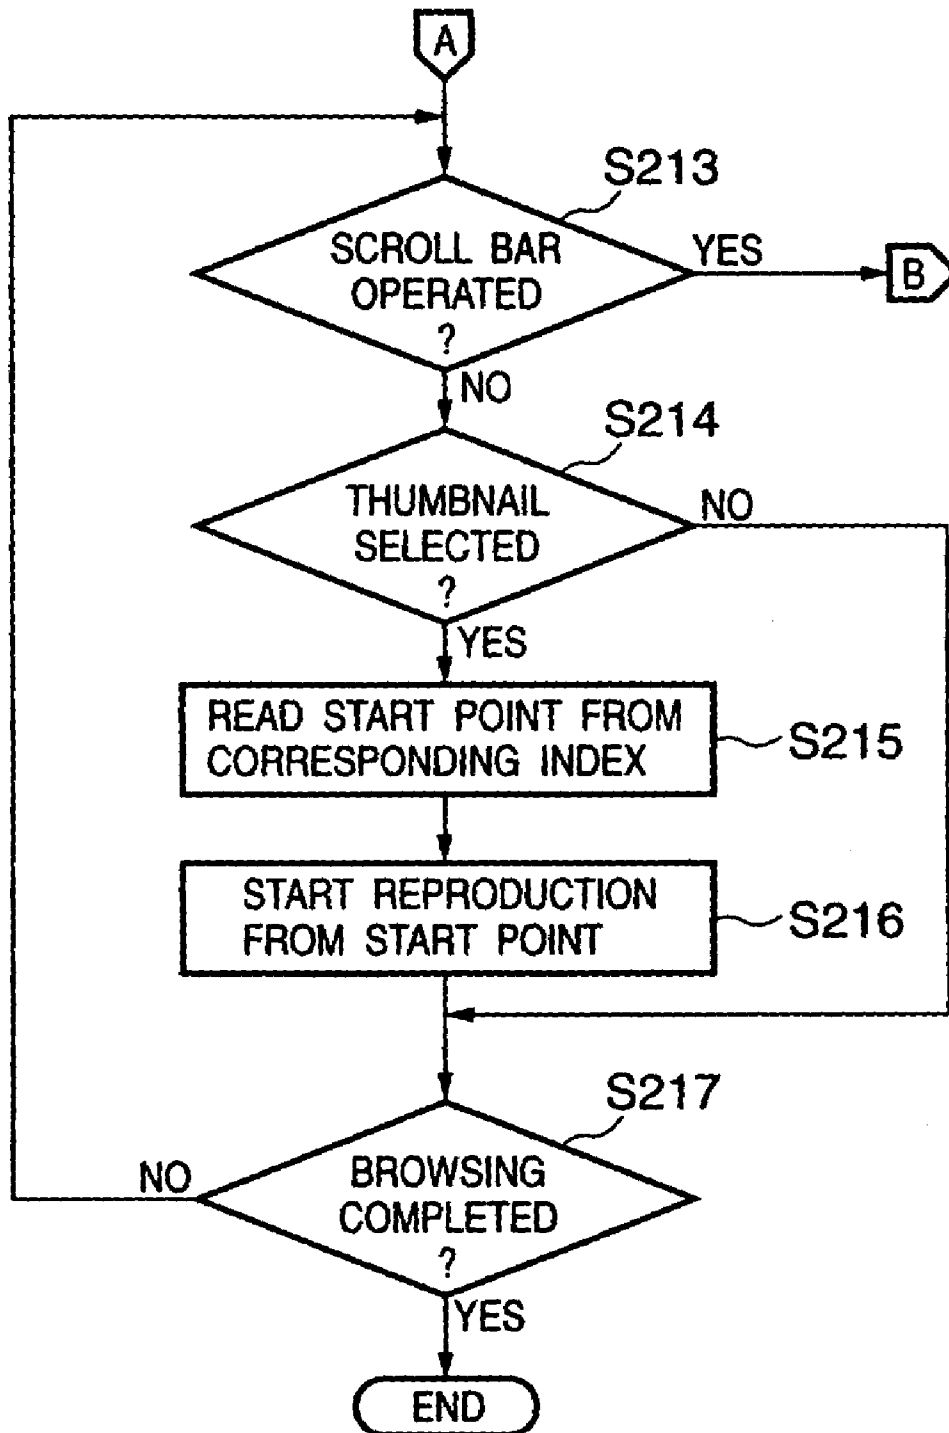 A
S213
SCROLL BAR
OPERATED
?
YES
B
NO
S214
THUMBNAIL
SELECTED
?
NO
YES
READ START POINT FROM
CORRESPONDING INDEX
S215
START REPRODUCTION
FROM START POINT
S216
S217
BROWSING
COMPLETED
?
NO
YES
END